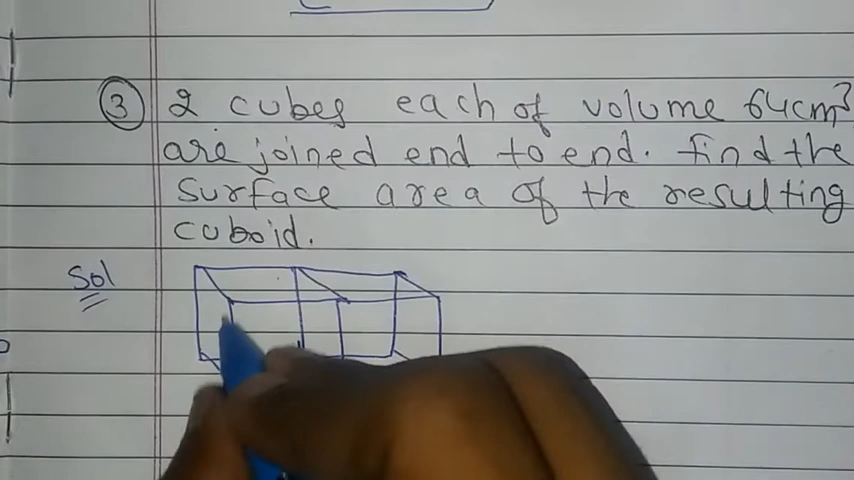 ③ 2 cubes each of volume 64cm³
are joined end to end. find the
surface area of the resulting
cuboid.
Sol